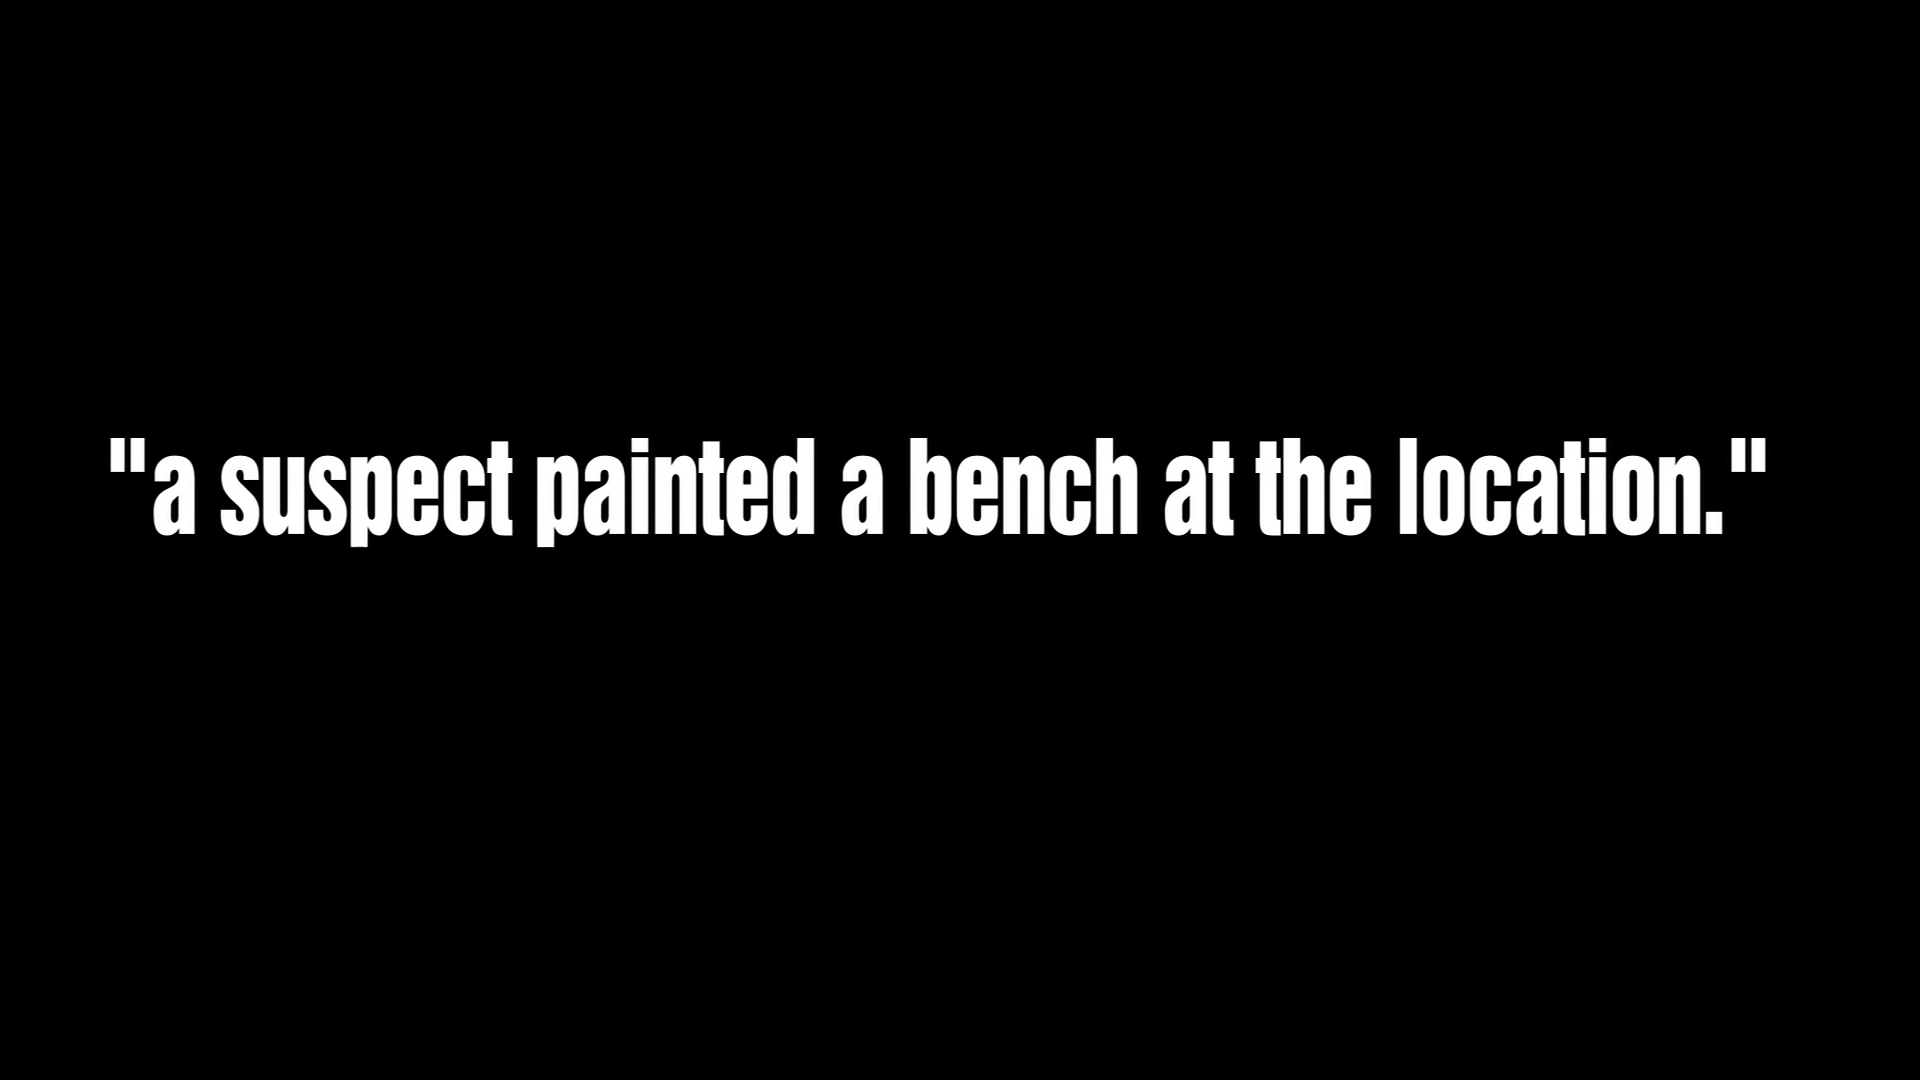 "a suspect painted a bench at the location."